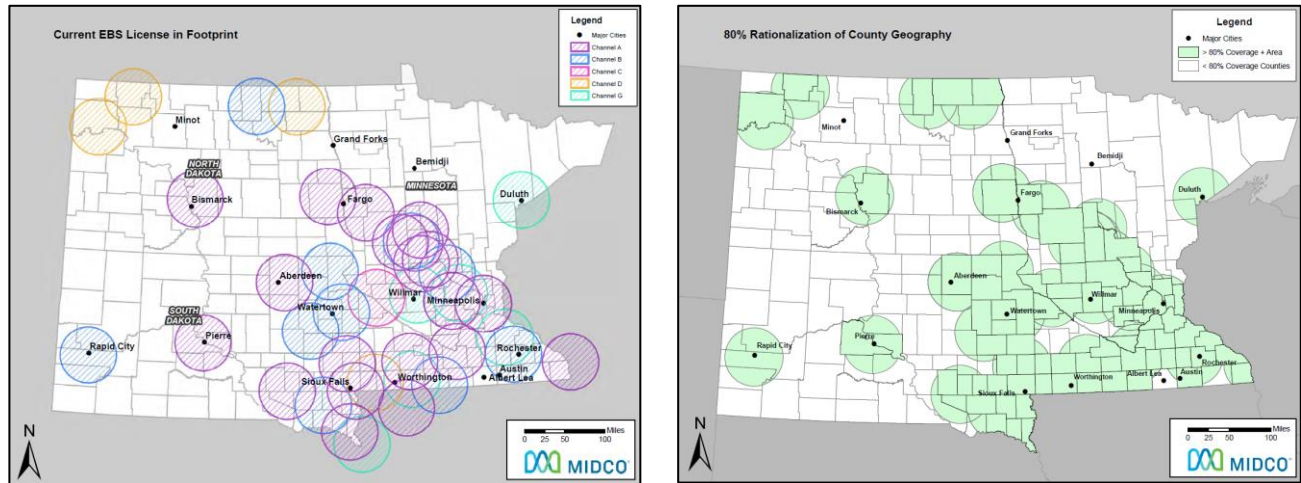 Current EBS License in Footprint
Legend
Major Cities
Channel A
Channel B
Channel C
Channel D
Channel G
Minot
Grand Forks
NORTH
DAKOTA
Bemidji
MINNESOTA
Bismarck
Fargo
Duluth
Aberdeen
Willmar
Minneapolis
Watertown
SOUTH
DAKOTA
Pierre
Rapid City
Rochester
Austin
Albert Lea
Sioux Falls
Worthington
N
Miles
0 25 50 100
MIDCO
80% Rationalization of County Geography
Legend
Major Cities
> 80% Coverage + Area
< 80% Coverage Counties
Minot
Grand Forks
Bemidji
Duluth
Bismarck
Fargo
Aberdeen
Willmar
Watertown
Minneapolis
Pierre
Rapid City
Rochester
Albert Lea
Austin
Worthington
Sioux Falls
N
Miles
0 25 50 100
MIDCO